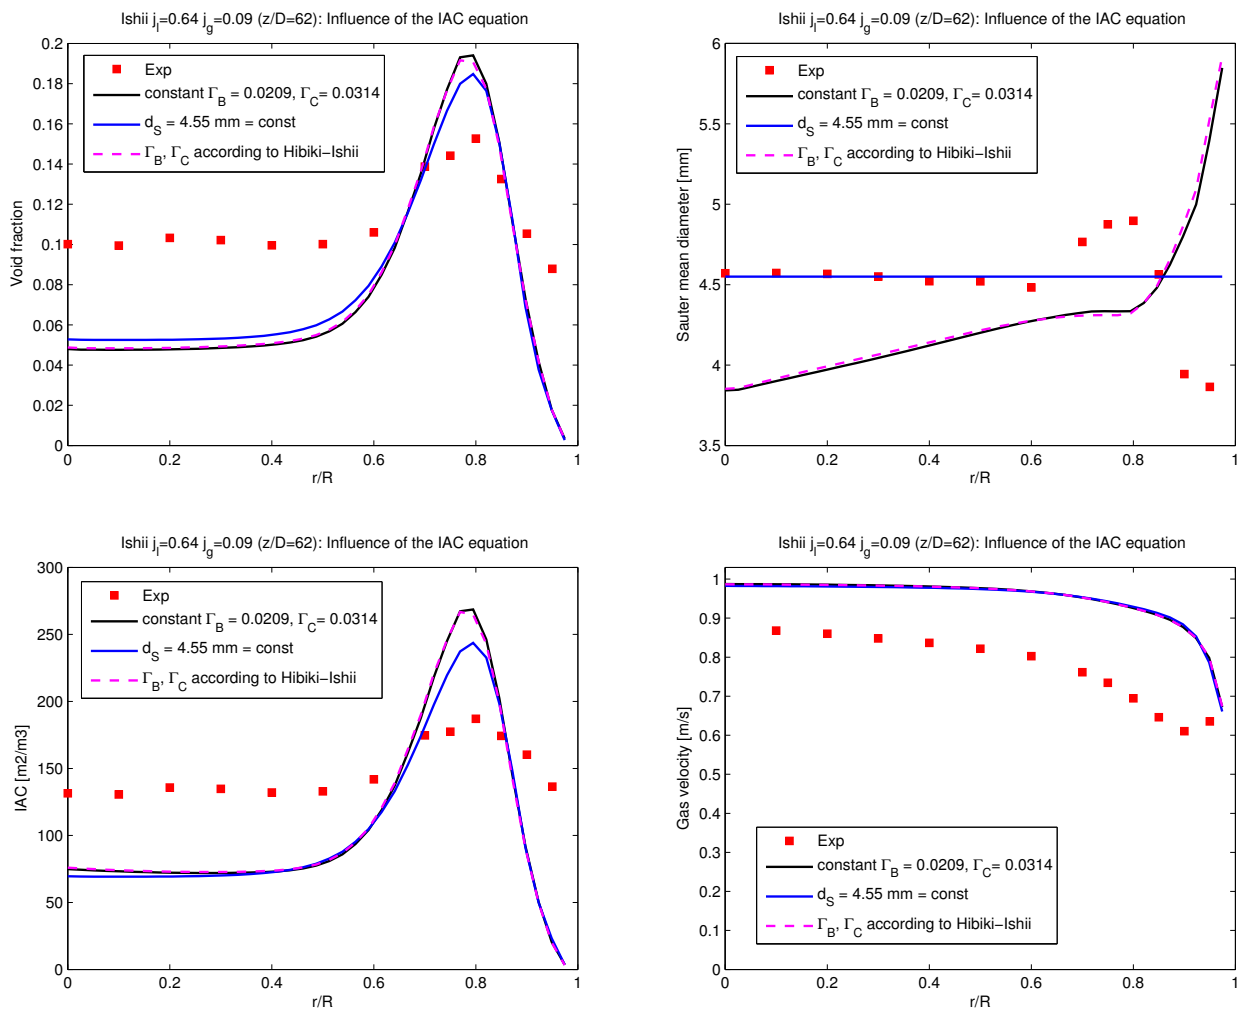 Ishii j_l=0.64 j_g=0.09 (z/D=62): Influence of the IAC equation
0.2
0.18
0.16
0.14
0.12
0.1
0.08
0.06
0.04
0.02
0
Void fraction
Exp
constant Γ_B = 0.0209, Γ_C= 0.0314
d_S = 4.55 mm = const
Γ_B, Γ_C according to Hibiki−Ishii
0 0.2 0.4 0.6 0.8 1
r/R
Ishii j_l=0.64 j_g=0.09 (z/D=62): Influence of the IAC equation
6
5.5
5
4.5
4
3.5
Sauter mean diameter [mm]
Exp
constant Γ_B = 0.0209, Γ_C= 0.0314
d_S = 4.55 mm = const
Γ_B, Γ_C according to Hibiki−Ishii
0 0.2 0.4 0.6 0.8 1
r/R
Ishii j_l=0.64 j_g=0.09 (z/D=62): Influence of the IAC equation
300
250
200
150
100
50
0
IAC [m2/m3]
Exp
constant Γ_B = 0.0209, Γ_C= 0.0314
d_S = 4.55 mm = const
Γ_B, Γ_C according to Hibiki−Ishii
0 0.2 0.4 0.6 0.8 1
r/R
Ishii j_l=0.64 j_g=0.09 (z/D=62): Influence of the IAC equation
1
0.9
0.8
0.7
0.6
0.5
0.4
0.3
0.2
0.1
0
Gas velocity [m/s]
Exp
constant Γ_B = 0.0209, Γ_C= 0.0314
d_S = 4.55 mm = const
Γ_B, Γ_C according to Hibiki−Ishii
0 0.2 0.4 0.6 0.8 1
r/R